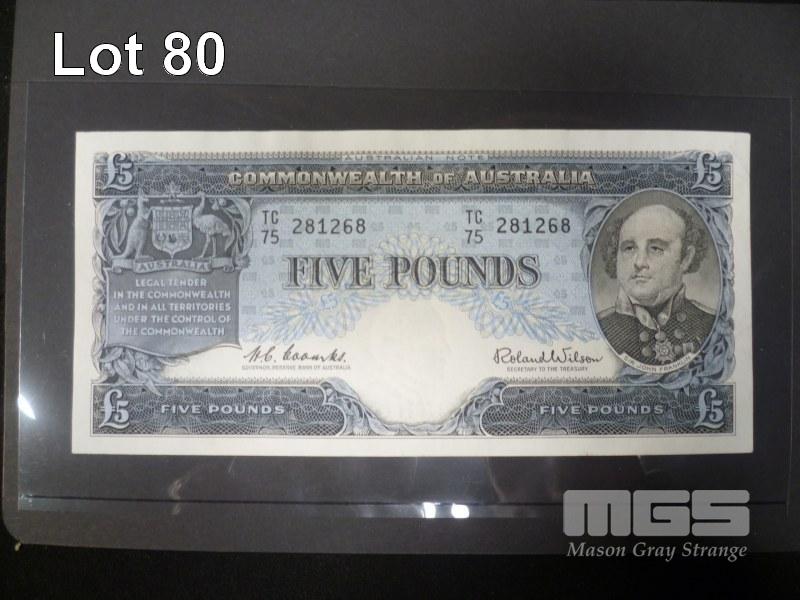 Lot 80
AUSTRALIAN NOTE
£5 COMMONWEALTH OF AUSTRALIA £5
TC 75 281268 TC 75 281268
AUSTRALIA
FIVE POUNDS
LEGAL TENDER
IN THE COMMONWEALTH
AND IN ALL TERRITORIES
UNDER THE CONTROL OF
THE COMMONWEALTH
H.C. Coombs. Roland Wilson
GOVERNOR, RESERVE BANK OF AUSTRALIA SECRETARY TO THE TREASURY
SIR JOHN FRANKLIN
£5 FIVE POUNDS FIVE POUNDS £5
MGS
Mason Gray Strange